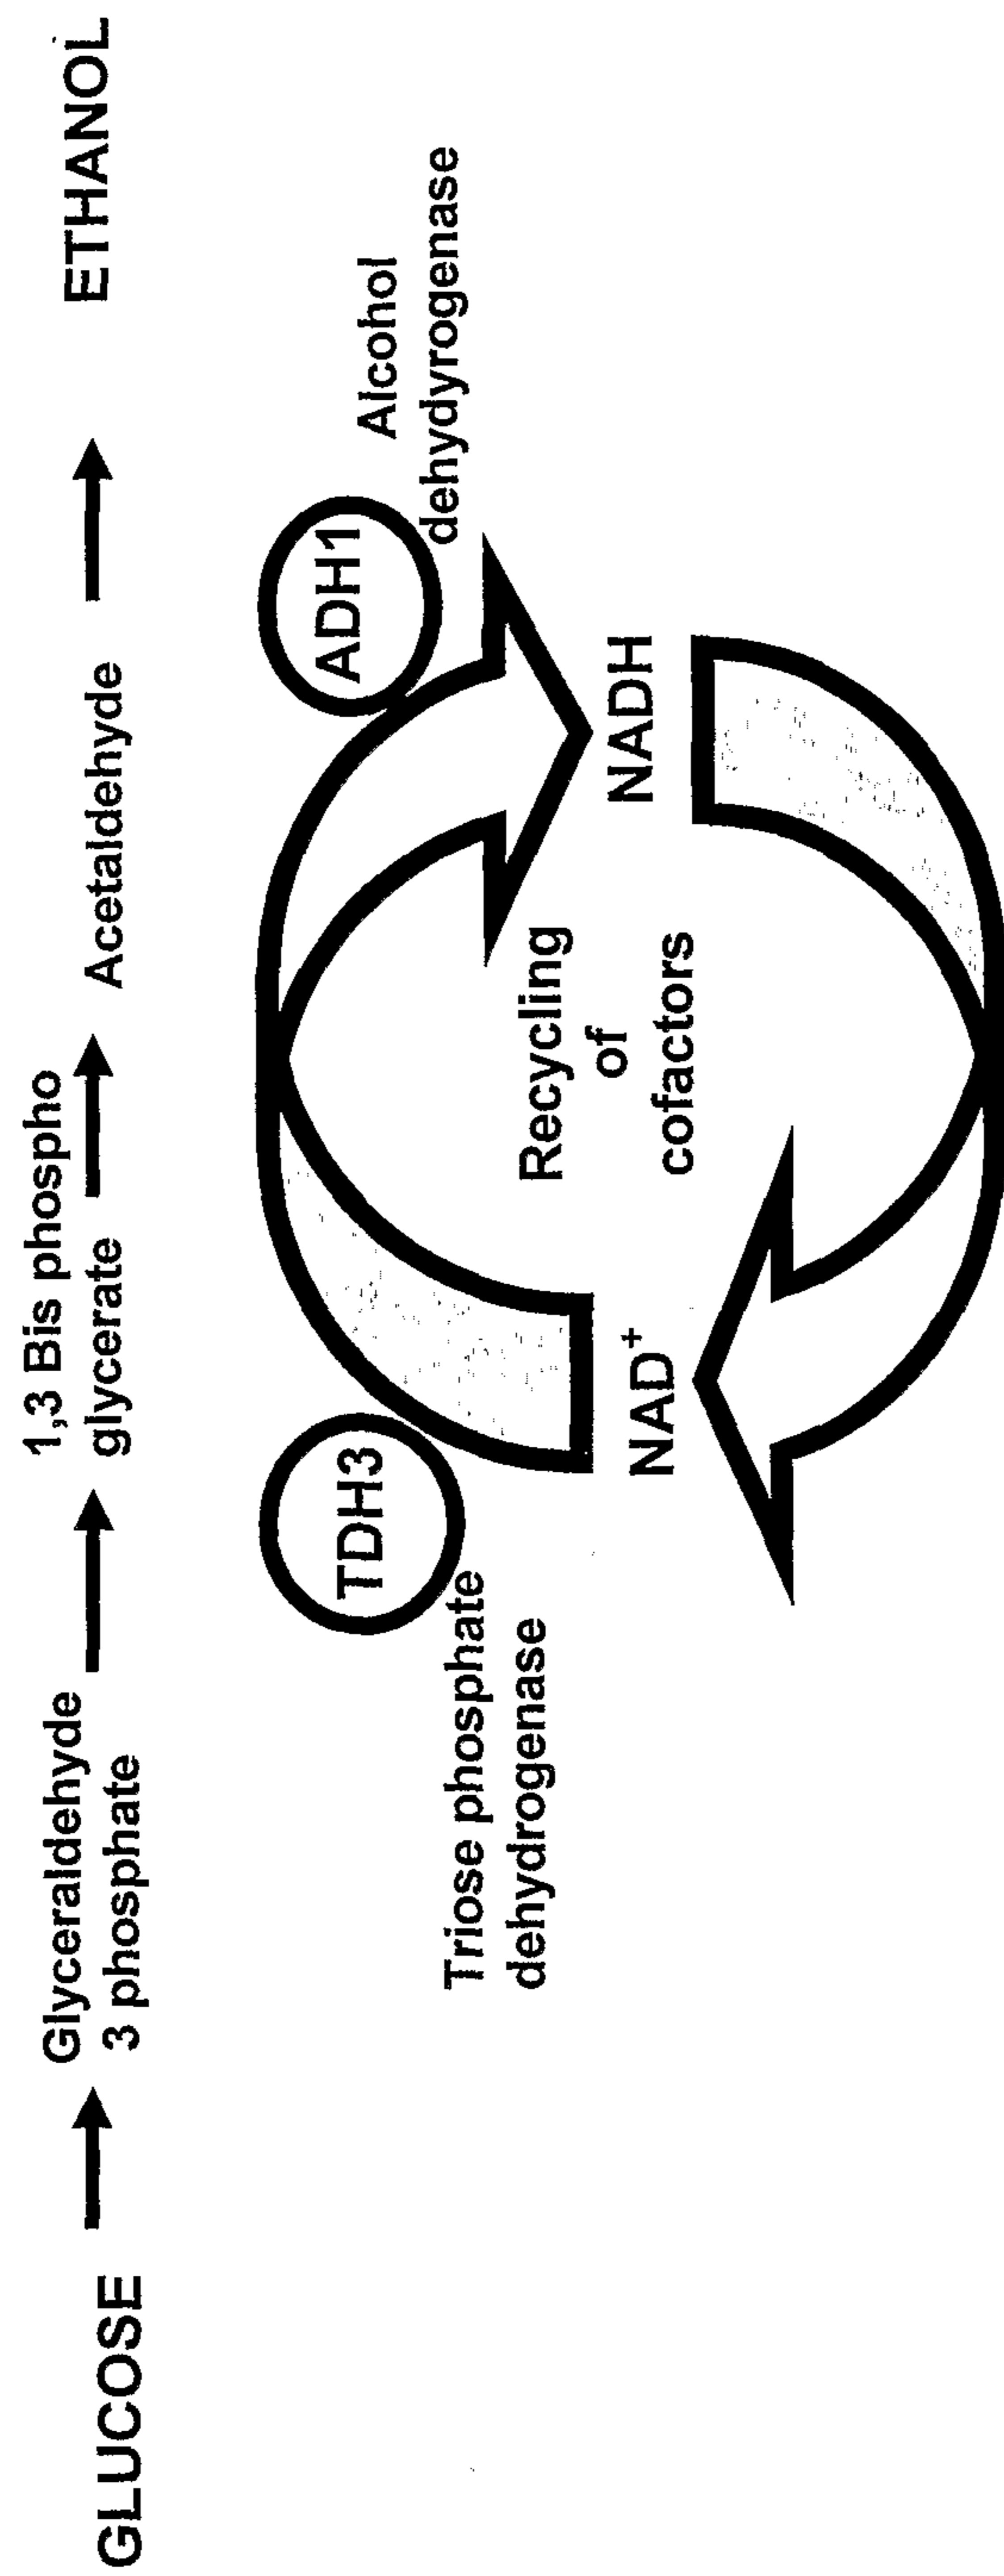 GLUCOSE
Glyceraldehyde
3 phosphate
1,3 Bis phospho
glycerate
Acetaldehyde
ETHANOL
TDH3
Triose phosphate
dehydrogenase
ADH1
Alcohol
dehdyrogenase
NAD+
Recycling
of
cofactors
NADH